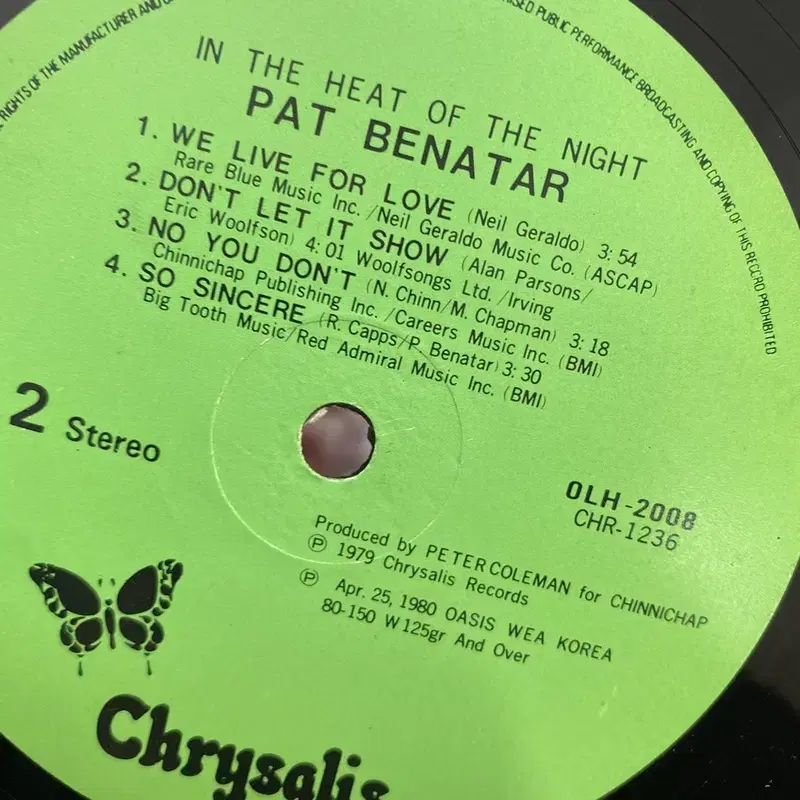 RIGHTS OF THE MANUFACTURER AND
RISED PUBLIC PERFORMANCE BROADCASTING AND COPYING OF THIS RECCRD PROHIBITED
IN THE HEAT OF THE NIGHT
PAT BENATAR
1. WE LIVE FOR LOVE (Neil Geraldo) 3:54
Rare Blue Music Inc./Neil Geraldo Music Co. (ASCAP)
2. DON'T LET IT SHOW (Alan Parsons/
Eric Woolfson) 4:01 Woolfsongs Ltd./Irving
3. NO YOU DON'T (N. Chinn/M. Chapman) 3:18
Chinnichap Publishing Inc./Careers Music Inc. (BMI)
4. SO SINCERE (R. Capps/P. Benatar) 3:30
Big Tooth Music/Red Admiral Music Inc. (BMI)
2 Stereo
OLH-2008
CHR-1236
Produced by PETER COLEMAN for CHINNICHAP
Ⓟ 1979 Chrysalis Records
Ⓟ Apr. 25, 1980 OASIS WEA KOREA
80-150 W 125gr And Over
Chrysalis